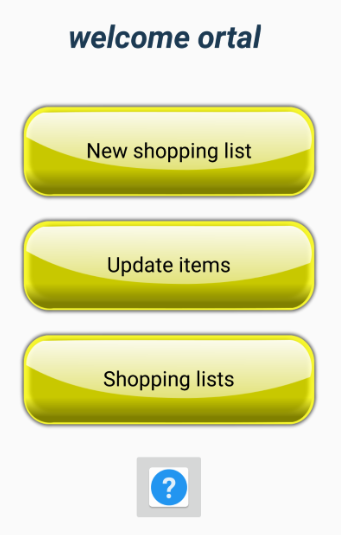 welcome ortal
New shopping list
Update items
Shopping lists
?